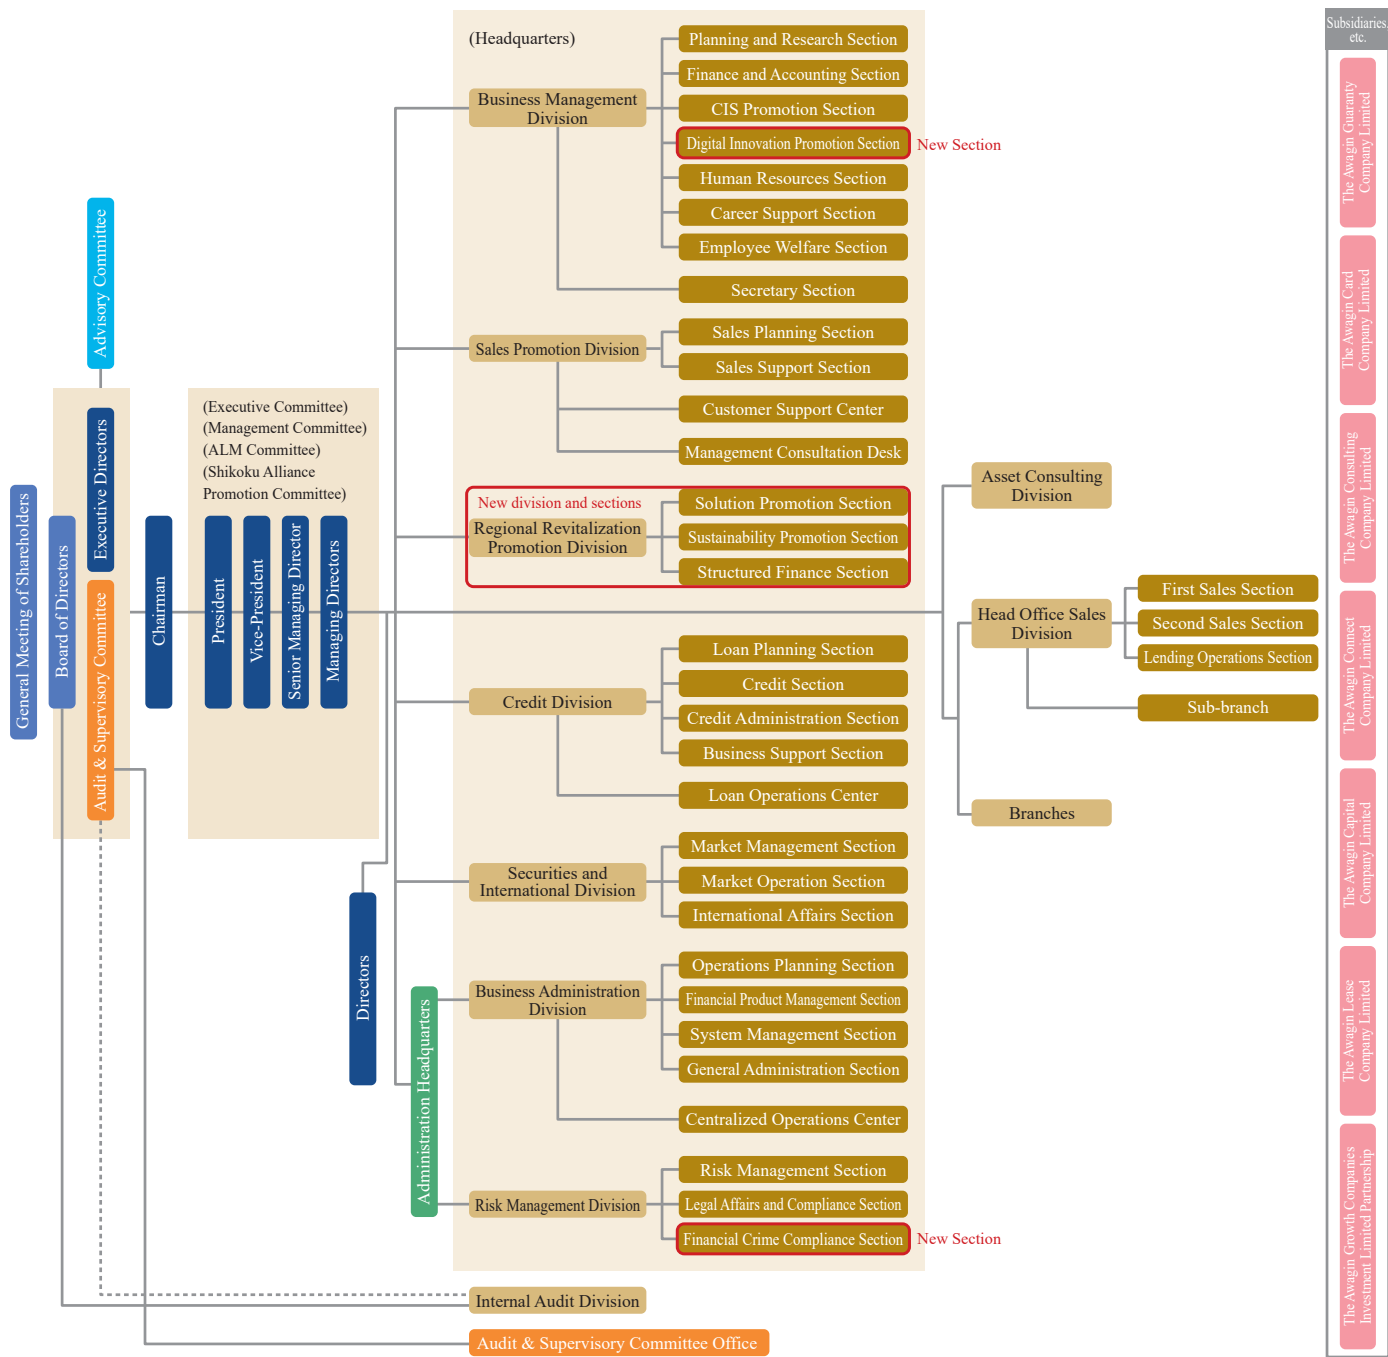 General Meeting of Shareholders
Board of Directors
Advisory Committee
Executive Directors
Audit & Supervisory Committee
Chairman
(Executive Committee)
(Management Committee)
(ALM Committee)
(Shikoku Alliance
Promotion Committee)
President
Vice-President
Senior Managing Director
Managing Directors
Directors
Administration Headquarters
(Headquarters)
Business Management
Division
Planning and Research Section
Finance and Accounting Section
CIS Promotion Section
Digital Innovation Promotion Section
New Section
Human Resources Section
Career Support Section
Employee Welfare Section
Secretary Section
Sales Promotion Division
Sales Planning Section
Sales Support Section
Customer Support Center
Management Consultation Desk
New division and sections
Regional Revitalization
Promotion Division
Solution Promotion Section
Sustainability Promotion Section
Structured Finance Section
Credit Division
Loan Planning Section
Credit Section
Credit Administration Section
Business Support Section
Loan Operations Center
Securities and
International Division
Market Management Section
Market Operation Section
International Affairs Section
Business Administration
Division
Operations Planning Section
Financial Product Management Section
System Management Section
General Administration Section
Centralized Operations Center
Risk Management Division
Risk Management Section
Legal Affairs and Compliance Section
Financial Crime Compliance Section
New Section
Internal Audit Division
Audit & Supervisory Committee Office
Asset Consulting
Division
Head Office Sales
Division
First Sales Section
Second Sales Section
Lending Operations Section
Sub-branch
Branches
Subsidiaries,
etc.
The Awagin Guaranty
Company Limited
The Awagin Card
Company Limited
The Awagin Consulting
Company Limited
The Awagin Connect
Company Limited
The Awagin Capital
Company Limited
The Awagin Lease
Company Limited
The Awagin Growth Companies
Investment Limited Partnership